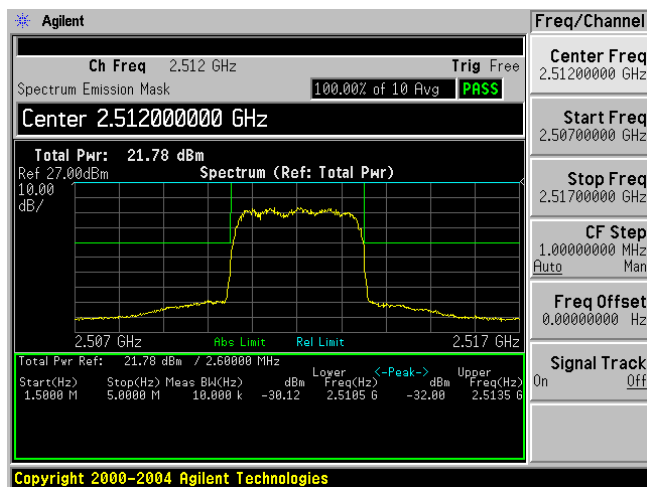 Agilent
Freq/Channel
Ch Freq 2.512 GHz Trig Free
Spectrum Emission Mask 100.00% of 10 Avg PASS
Center 2.512000000 GHz
Total Pwr: 21.78 dBm
Ref 27.00dBm Spectrum (Ref: Total Pwr)
10.00
dB/
2.507 GHz Abs Limit Rel Limit 2.517 GHz
Total Pwr Ref: 21.78 dBm / 2.60000 MHz
Lower <-Peak-> Upper
Start(Hz) Stop(Hz) Meas BW(Hz) dBm Freq(Hz) dBm Freq(Hz)
1.5000 M 5.0000 M 10.000 k -30.12 2.5105 G -32.00 2.5135 G
Center Freq
2.51200000 GHz
Start Freq
2.50700000 GHz
Stop Freq
2.51700000 GHz
CF Step
1.00000000 MHz
Auto Man
Freq Offset
0.00000000 Hz
Signal Track
On Off
Copyright 2000-2004 Agilent Technologies